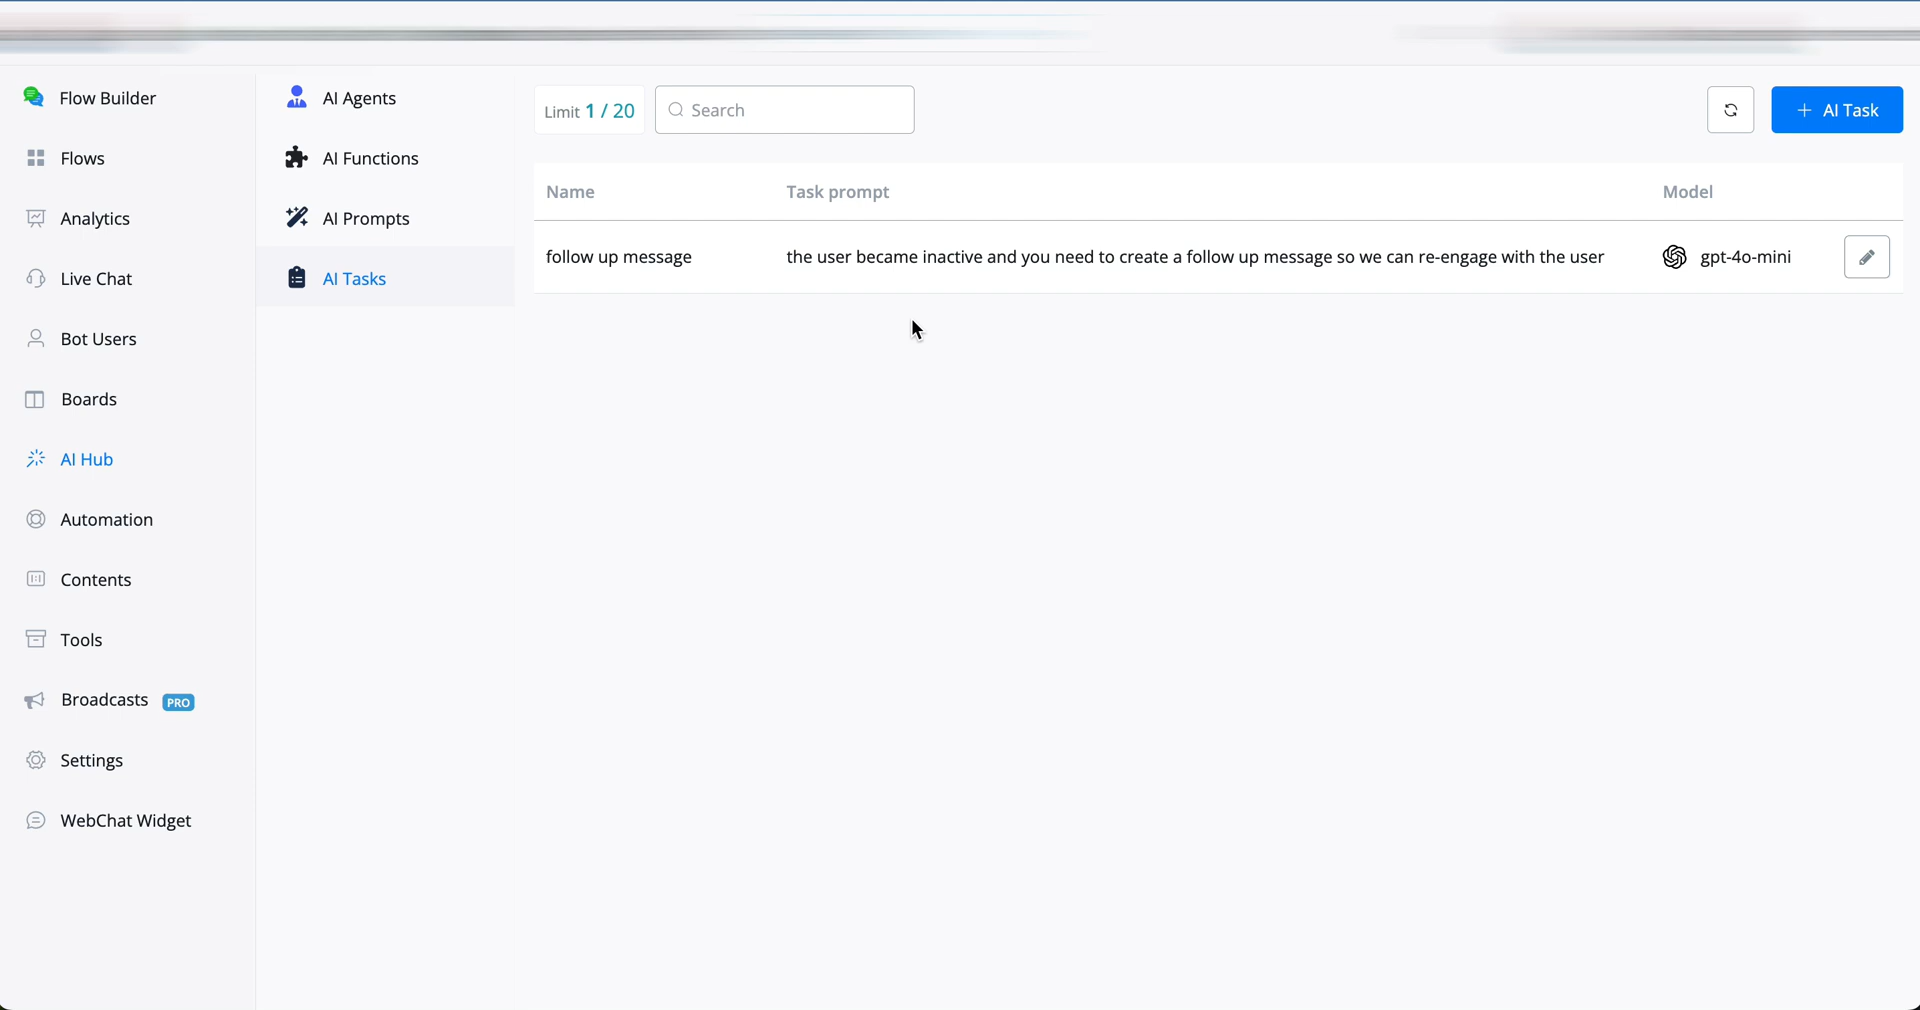 Flow Builder
Flows
Analytics
Live Chat
Bot Users
Boards
AI Hub
Automation
Contents
Tools
Broadcasts PRO
Settings
WebChat Widget
AI Agents
AI Functions
AI Prompts
AI Tasks
Limit 1 / 20
Search
+ AI Task
Name Task prompt Model
follow up message the user became inactive and you need to create a follow up message so we can re-engage with the user gpt-4o-mini